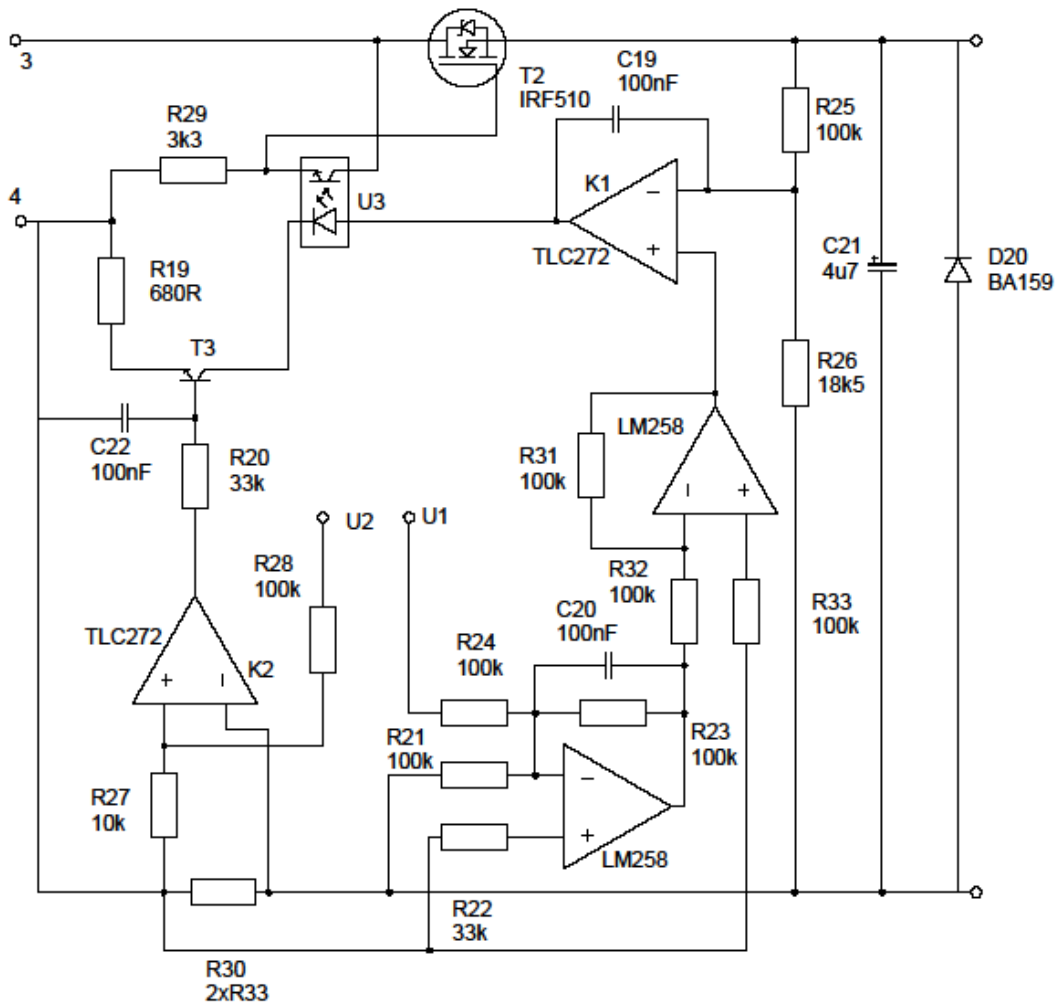 3
T2
IRF510
C19
100nF
R25
100k
R29
3k3
U3
K1
−
+
TLC272
4
R19
680R
T3
C21
+
4u7
D20
BA159
R26
18k5
C22
100nF
R20
33k
LM258
−
+
R31
100k
U2
U1
R28
100k
R32
100k
C20
100nF
R33
100k
TLC272
+
−
K2
R24
100k
R23
100k
R21
100k
−
+
LM258
R27
10k
R22
33k
R30
2xR33